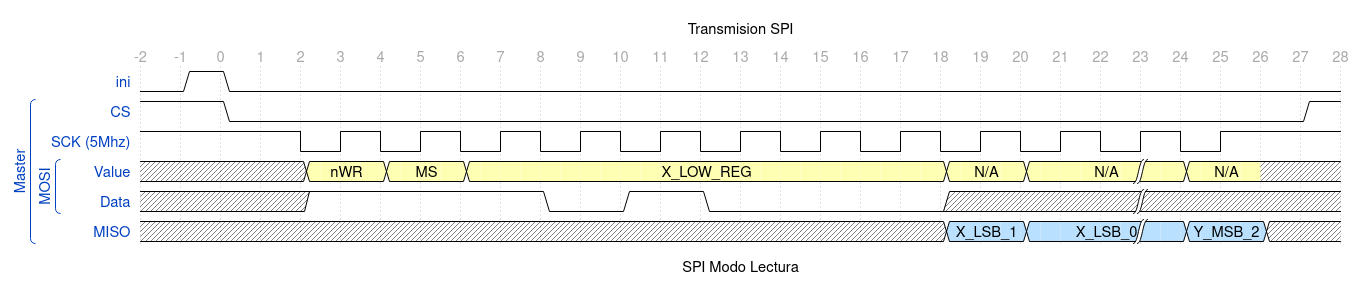 Transmision SPI
-2 -1 0 1 2 3 4 5 6 7 8 9 10 11 12 13 14 15 16 17 18 19 20 21 22 23 24 25 26 27 28
ini
CS
SCK (5Mhz)
Master
MOSI
Value nWR MS X_LOW_REG N/A N/A N/A
Data
MISO X_LSB_1 X_LSB_0 Y_MSB_2
SPI Modo Lectura